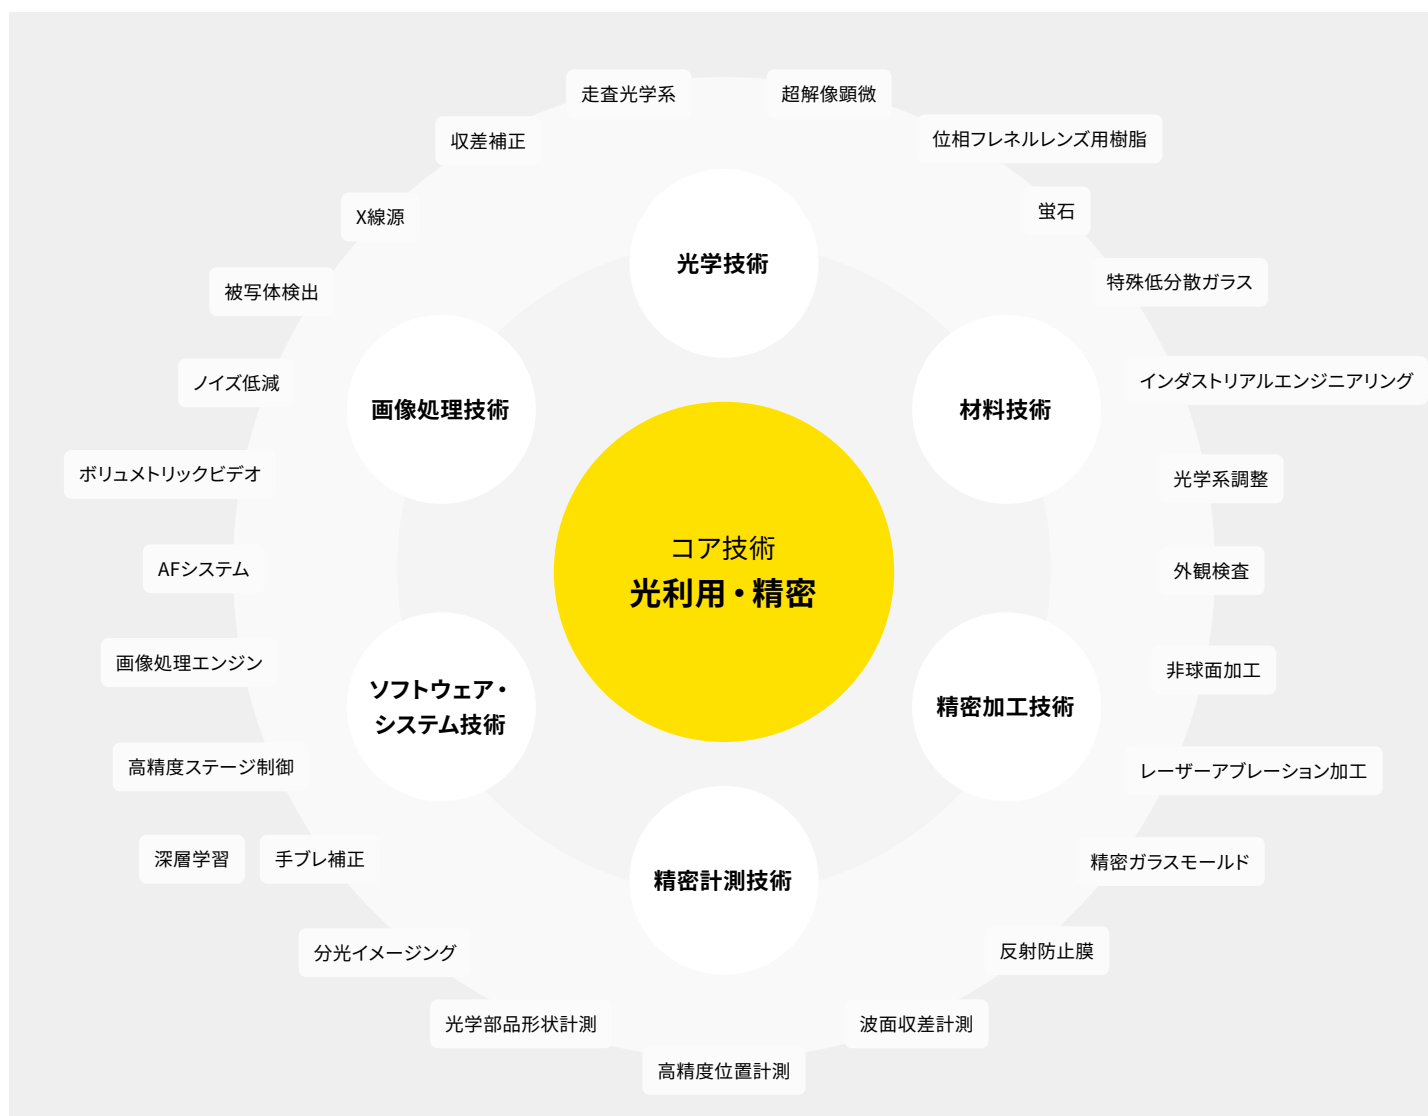 走査光学系
超解像顕微
収差補正
位相フレネルレンズ用樹脂
X線源
蛍石
光学技術
被写体検出
特殊低分散ガラス
ノイズ低減
インダストリアルエンジニアリング
画像処理技術
材料技術
ボリュメトリックビデオ
光学系調整
コア技術
光利用・精密
AFシステム
外観検査
画像処理エンジン
非球面加工
ソフトウェア・
システム技術
精密加工技術
高精度ステージ制御
レーザーアブレーション加工
深層学習
手ブレ補正
精密ガラスモールド
精密計測技術
分光イメージング
反射防止膜
光学部品形状計測
波面収差計測
高精度位置計測